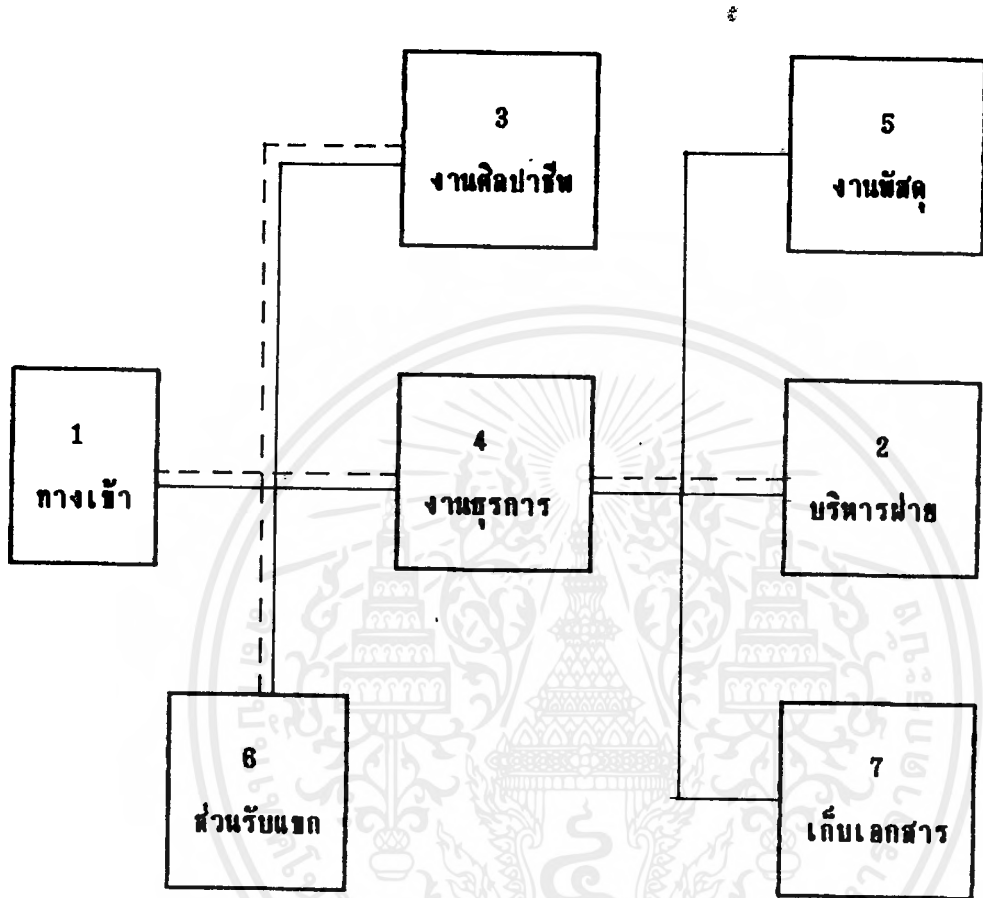 3
งานศิลปาชีพ
5
งานพัสดุ
1
ทางเข้า
4
งานธุรการ
2
บริหารฝ่าย
6
ส่วนรับแขก
7
เก็บเอกสาร